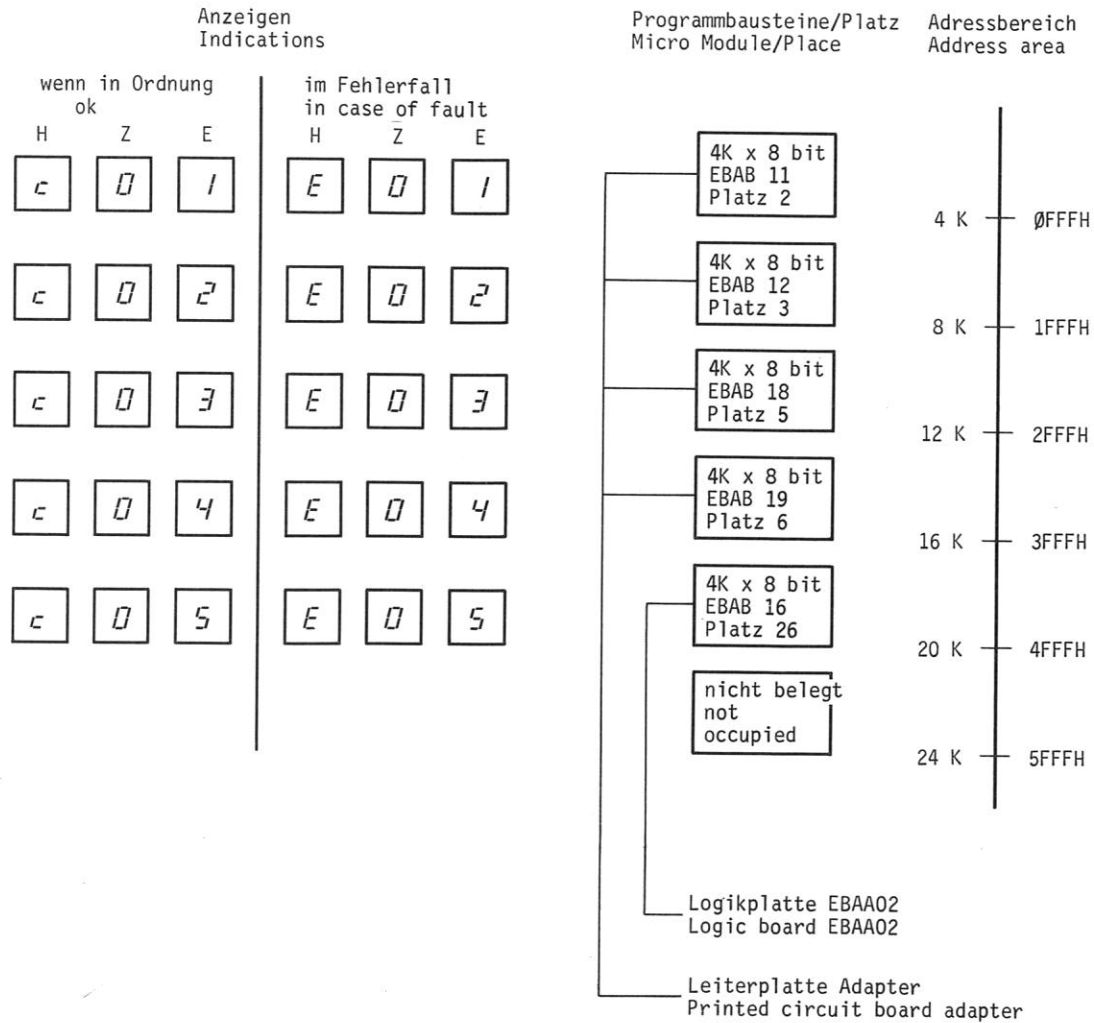 Anzeigen
Indications
Programmbausteine/Platz
Micro Module/Place
Adressbereich
Address area
wenn in Ordnung
ok
im Fehlerfall
in case of fault
H Z E
H Z E
c 0 1
E 0 1
4K x 8 bit
EBAB 11
Platz 2
4 K
ØFFFH
c 0 2
E 0 2
4K x 8 bit
EBAB 12
Platz 3
8 K
1FFFH
c 0 3
E 0 3
4K x 8 bit
EBAB 18
Platz 5
12 K
2FFFH
c 0 4
E 0 4
4K x 8 bit
EBAB 19
Platz 6
16 K
3FFFH
c 0 5
E 0 5
4K x 8 bit
EBAB 16
Platz 26
20 K
4FFFH
nicht belegt
not
occupied
24 K
5FFFH
Logikplatte EBAA02
Logic board EBAA02
Leiterplatte Adapter
Printed circuit board adapter